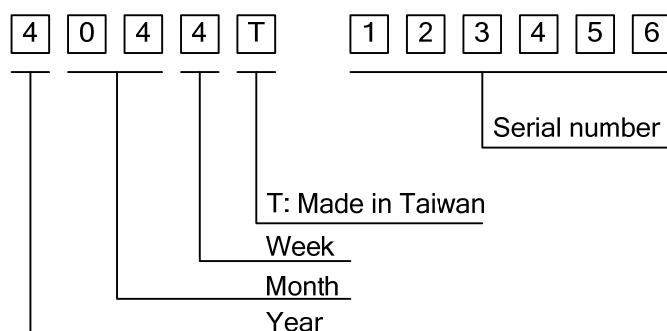 4 0 4 4 T 1 2 3 4 5 6
Serial number
T: Made in Taiwan
Week
Month
Year